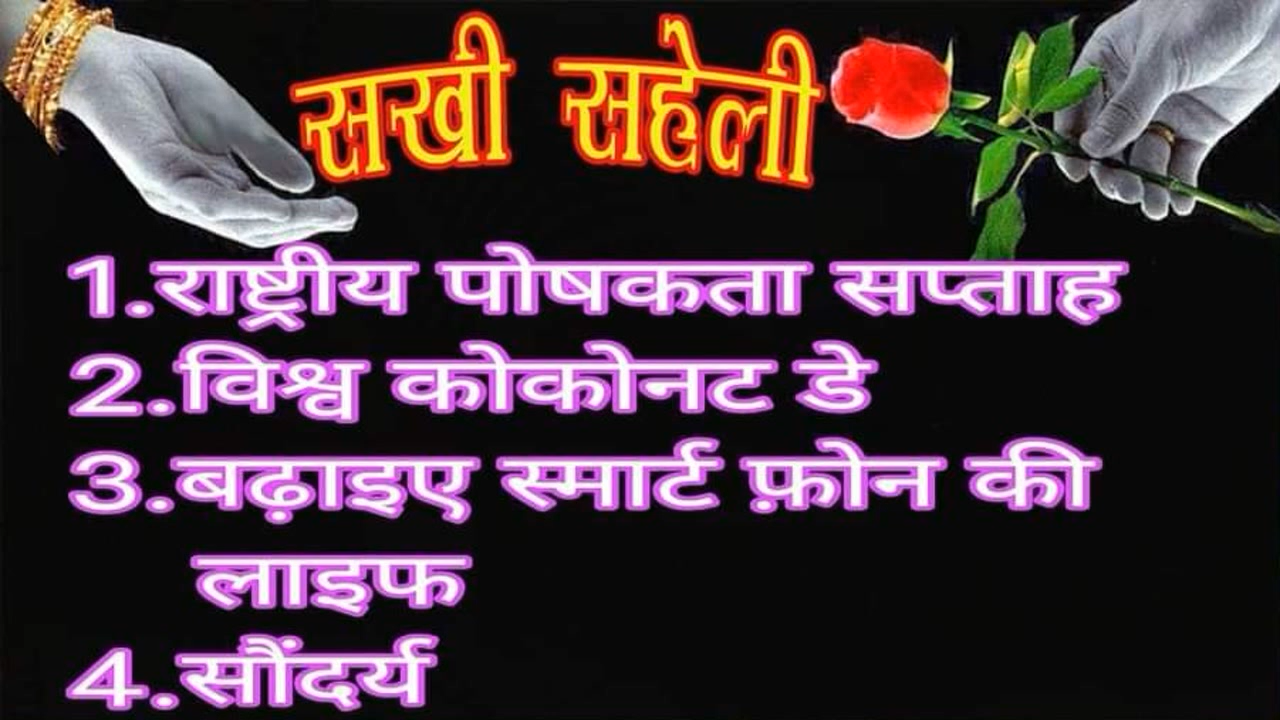 सखी सहेली
1.राष्ट्रीय पोषकता सप्ताह
2.विश्व कोकोनट डे
3.बढ़ाइए स्मार्ट फ़ोन की
लाइफ
4.सौंदर्य